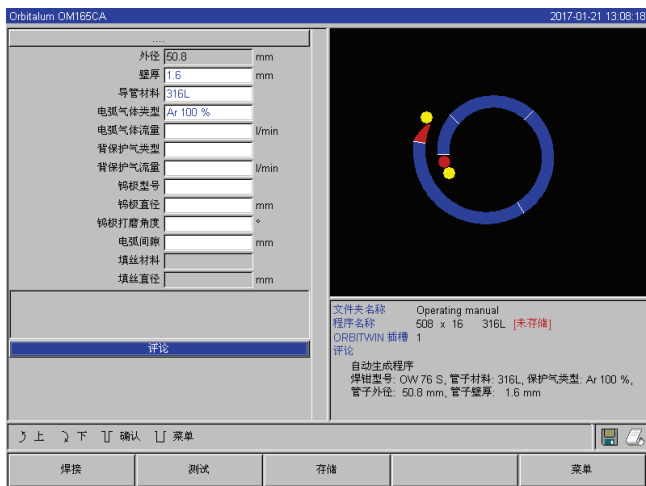 Orbitalum OM165CA 2017-01-21 13:08:18
....
外径 50.8 mm
壁厚 1.6 mm
导管材料 316L
电弧气体类型 Ar 100 %
电弧气体流量 l/min
背保护气类型
背保护气流量 l/min
钨极型号
钨极直径 mm
钨极打磨角度 °
电弧间隙 mm
填丝材料
填丝直径 mm
评论
文件夹名称 Operating manual
程序名称 508 x 16 316L [未存储]
ORBITWIN 插槽 1
评论
自动生成程序
焊钳型号: OW 76 S, 管子材料: 316L, 保护气类型: Ar 100 %,
管子外径: 50.8 mm, 管子壁厚: 1.6 mm
上 下 确认 菜单
焊接 测试 存储 菜单